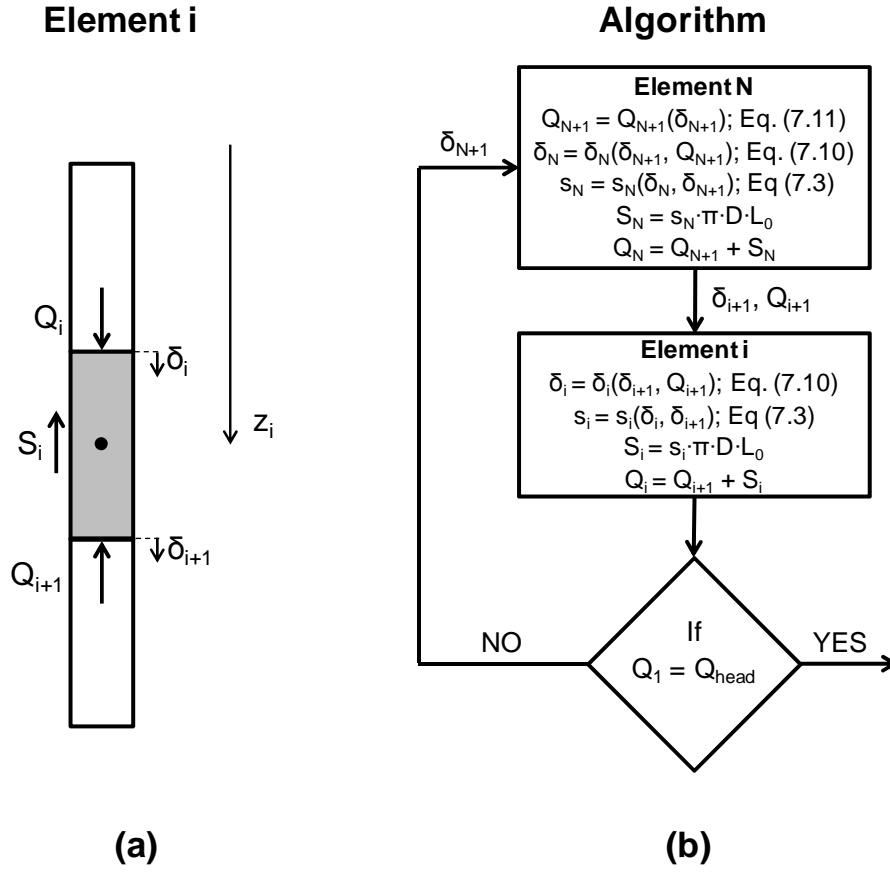 Element i
Q_i
δ_i
S_i
z_i
δ_{i+1}
Q_{i+1}
(a)
Algorithm
Element N
Q_{N+1} = Q_{N+1}(δ_{N+1}); Eq. (7.11)
δ_N = δ_N(δ_{N+1}, Q_{N+1}); Eq. (7.10)
s_N = s_N(δ_N, δ_{N+1}); Eq (7.3)
S_N = s_N·π·D·L_0
Q_N = Q_{N+1} + S_N
δ_{N+1}
δ_{i+1}, Q_{i+1}
Element i
δ_i = δ_i(δ_{i+1}, Q_{i+1}); Eq. (7.10)
s_i = s_i(δ_i, δ_{i+1}); Eq (7.3)
S_i = s_i·π·D·L_0
Q_i = Q_{i+1} + S_i
NO
If
Q_1 = Q_{head}
YES
(b)